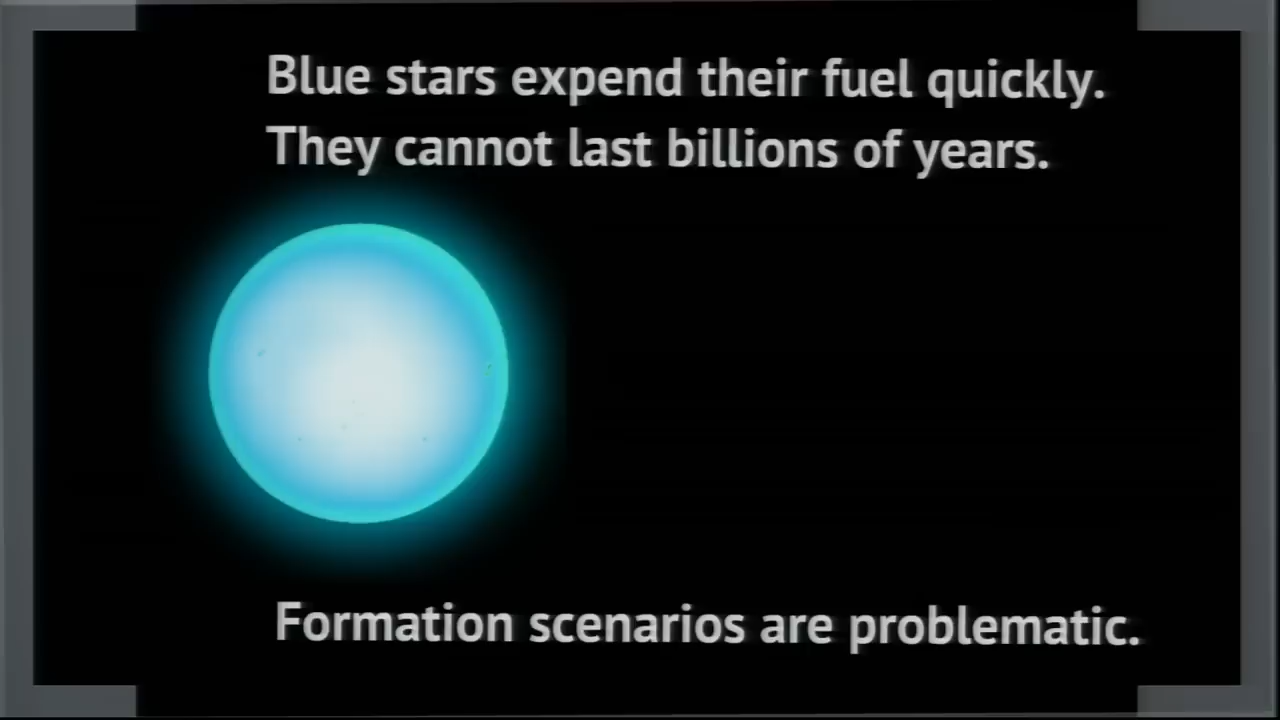 Blue stars expend their fuel quickly.
They cannot last billions of years.
Formation scenarios are problematic.